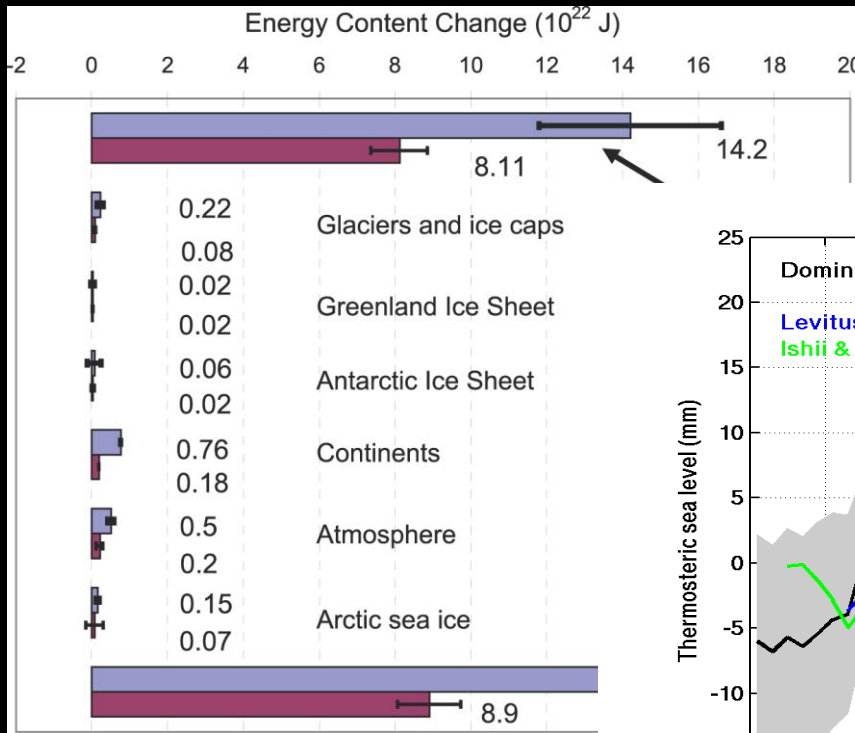 Energy Content Change (10²² J)
-2 0 2 4 6 8 10 12 14 16 18 20
14.2
8.11
0.22
Glaciers and ice caps
0.08
0.02
Greenland Ice Sheet
0.02
0.06
Antarctic Ice Sheet
0.02
0.76
Continents
0.18
0.5
Atmosphere
0.2
0.15
Arctic sea ice
0.07
8.9
Thermosteric sea level (mm)
25
20
15
10
5
0
-5
-10
Domin
Levitus
Ishii &